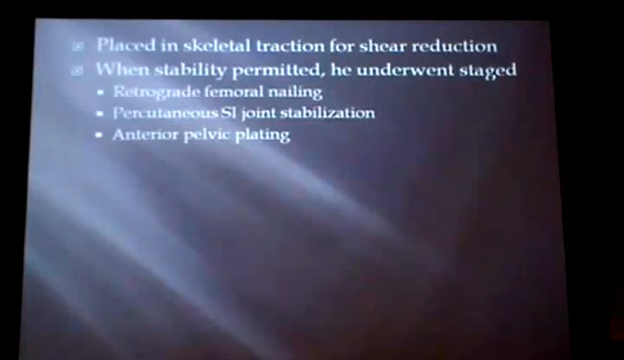 Placed in skeletal traction for shear reduction
When stability permitted, he underwent staged
Retrograde femoral nailing
Percutaneous SI joint stabilization
Anterior pelvic plating